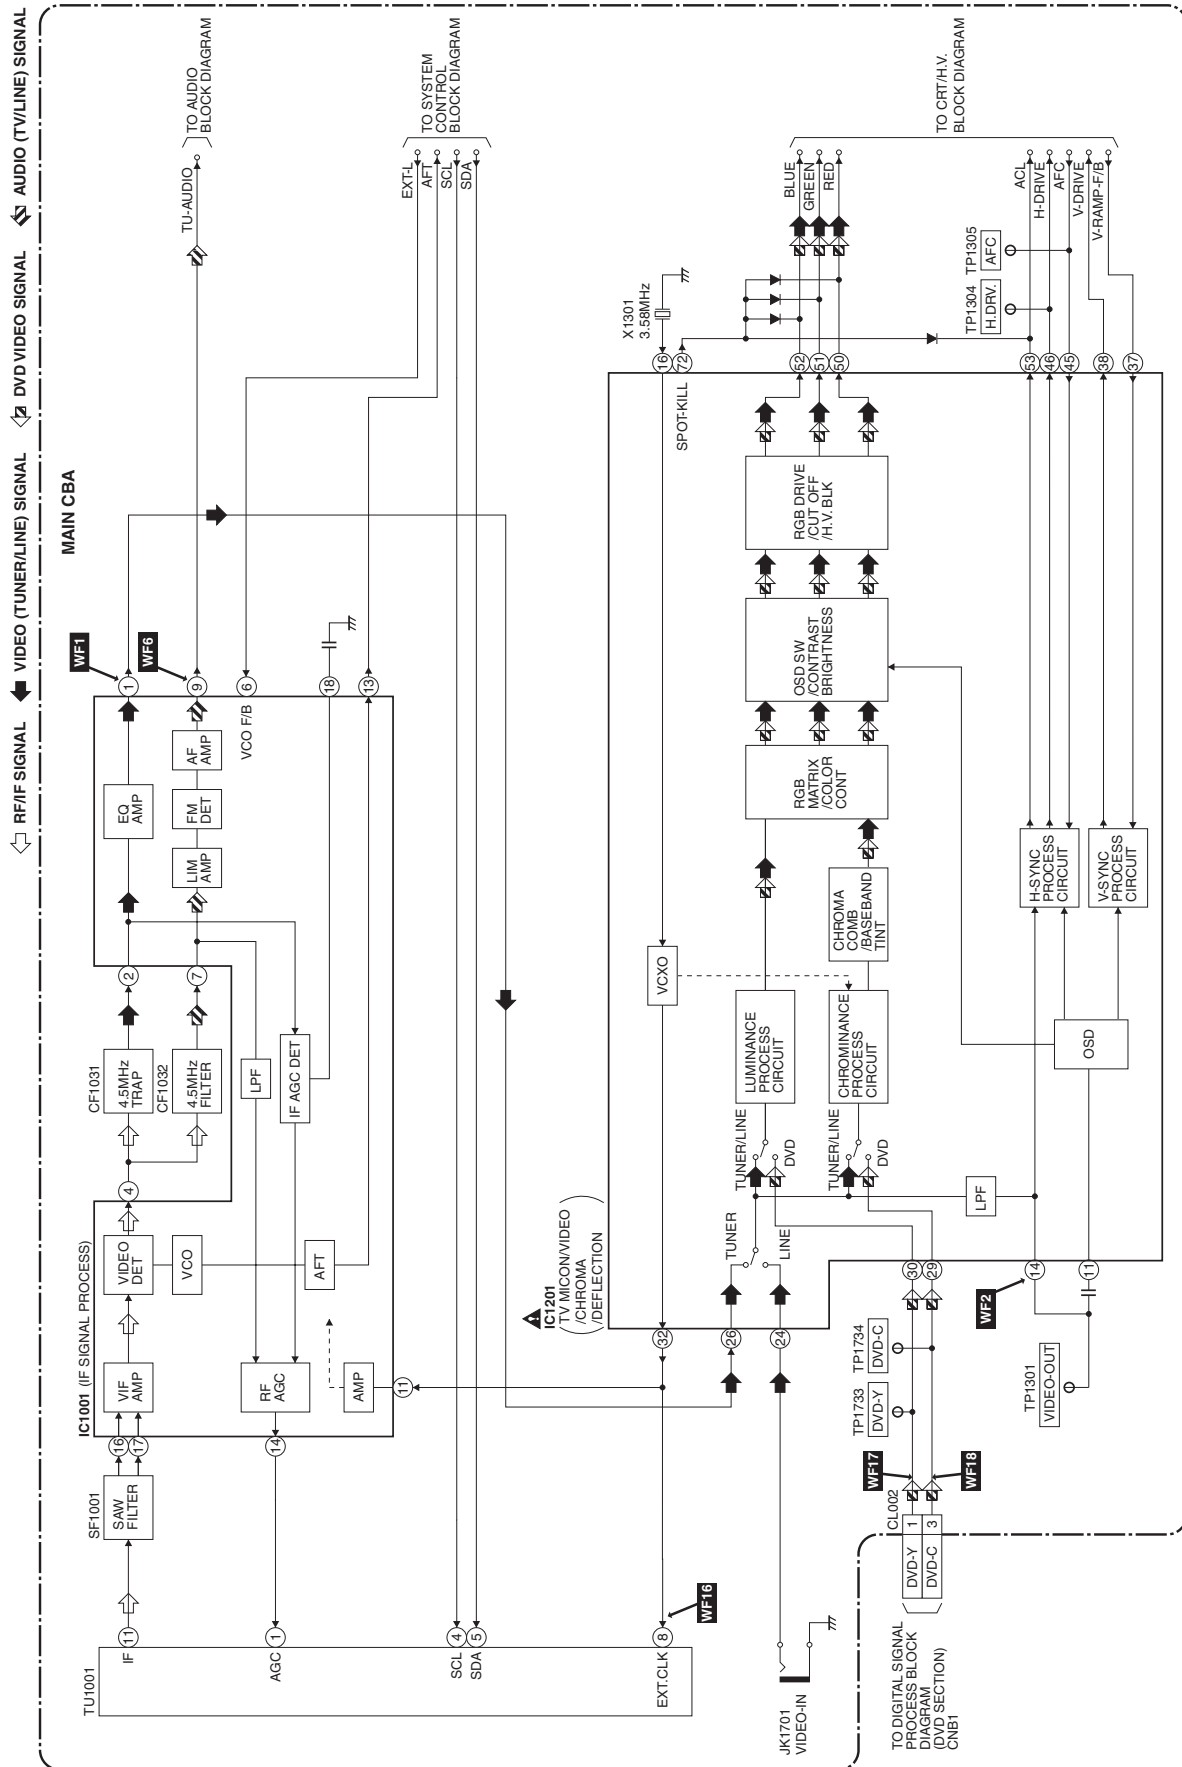 RF/IF SIGNAL
VIDEO (TUNER/LINE) SIGNAL
DVD VIDEO SIGNAL
AUDIO (TV/LINE) SIGNAL
MAIN CBA
TU1001
IF
11
AGC
1
SCL
4
SDA
5
EXT.CLK
8
WF16
SF1001
SAW
FILTER
16
17
14
IC1001 (IF SIGNAL PROCESS)
VIF
AMP
VIDEO
DET
VCO
RF
AGC
AFT
AMP
11
4
CF1031
4.5MHz
TRAP
CF1032
4.5MHz
FILTER
LPF
IF AGC DET
2
7
EQ
AMP
LIM
AMP
FM
DET
AF
AMP
WF1
1
WF6
9
6
VCO F/B
18
13
TU-AUDIO
TO AUDIO
BLOCK DIAGRAM
EXT-L
AFT
SCL
SDA
TO SYSTEM
CONTROL
BLOCK DIAGRAM
JK1701
VIDEO-IN
IC1201
TV MICON/VIDEO
/CHROMA
/DEFLECTION
32
26
24
TUNER
LINE
TUNER/LINE
DVD
TUNER/LINE
DVD
LPF
VCXO
LUMINANCE
PROCESS
CIRCUIT
CHROMINANCE
PROCESS
CIRCUIT
CHROMA
COMB
/BASEBAND
TINT
RGB
MATRIX
/COLOR
CONT
OSD SW
/CONTRAST
BRIGHTNESS
RGB DRIVE
/CUT OFF
/H.V. BLK
OSD
H-SYNC
PROCESS
CIRCUIT
V-SYNC
PROCESS
CIRCUIT
X1301
3.58MHz
16
72
SPOT-KILL
52
51
50
53
46
45
38
37
BLUE
GREEN
RED
TP1304
H.DRV.
TP1305
AFC
ACL
H-DRIVE
AFC
V-DRIVE
V-RAMP-F/B
TO CRT/H.V.
BLOCK DIAGRAM
TO DIGITAL SIGNAL
PROCESS BLOCK
DIAGRAM
(DVD SECTION)
CNB1
CL002
DVD-Y 1
DVD-C 3
WF17
WF18
TP1733
DVD-Y
TP1734
DVD-C
30
29
WF2
14
11
TP1301
VIDEO-OUT